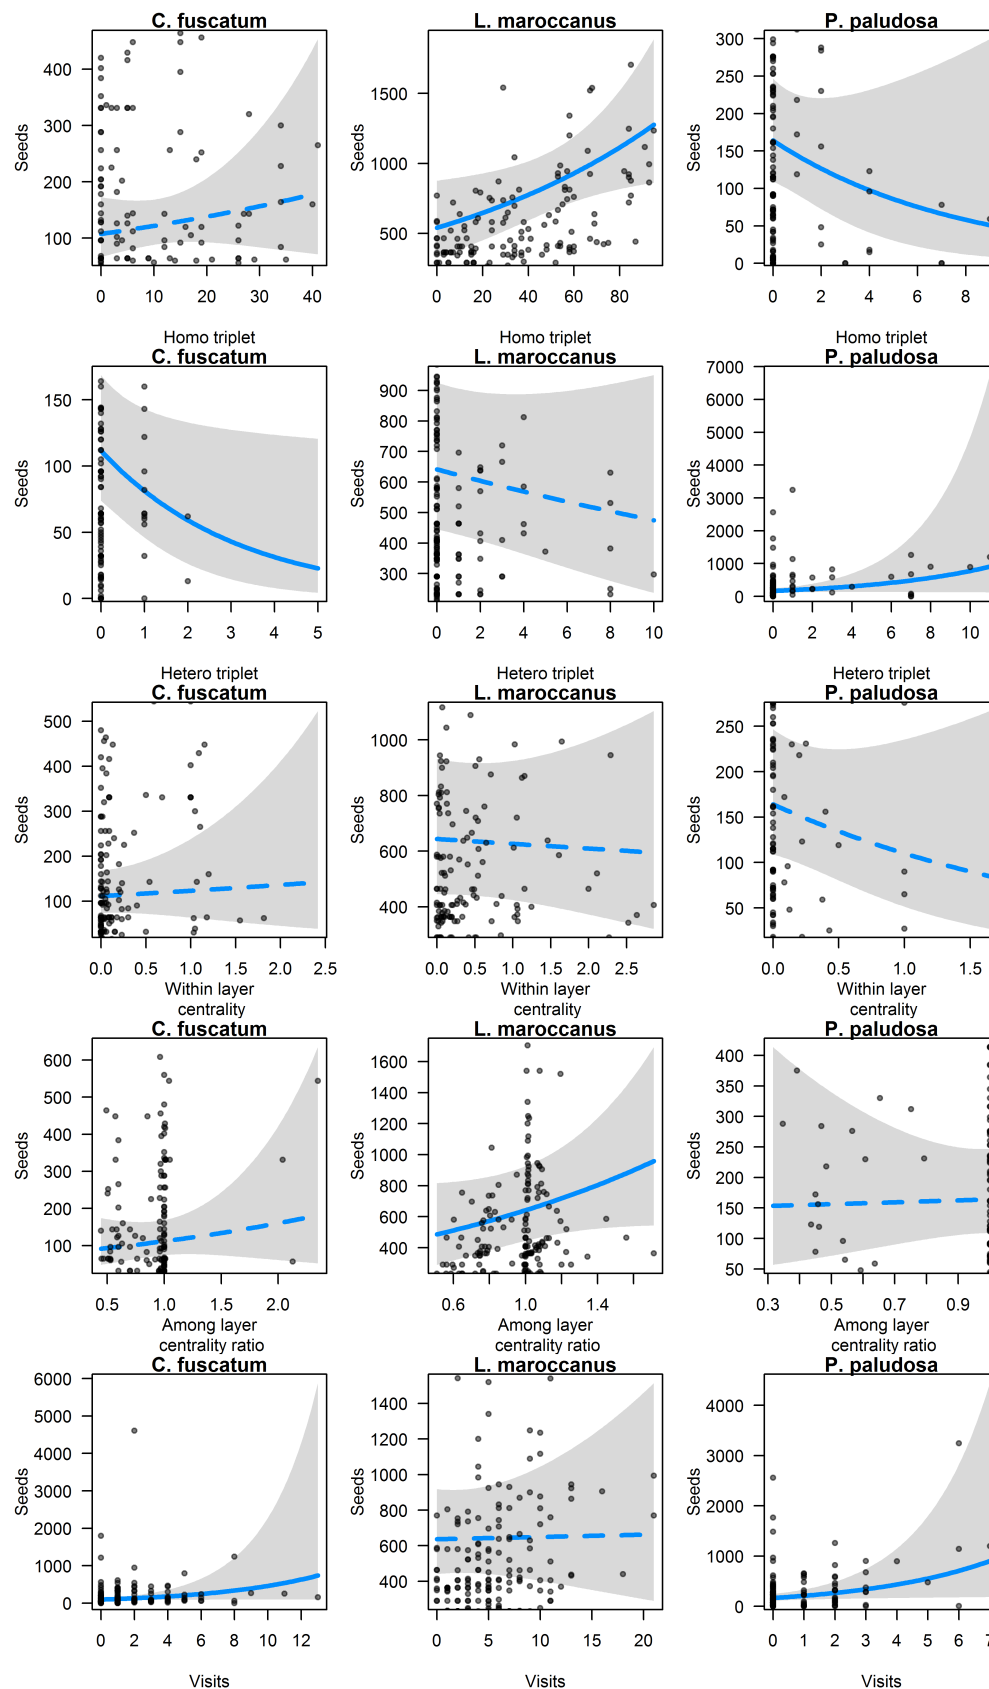 C. fuscatum
L. maroccanus
P. paludosa
Seeds
400
300
200
100
0 10 20 30 40
Homo triplet
Seeds
1500
1000
500
0 20 40 60 80
Homo triplet
Seeds
300
250
200
150
100
50
0
0 2 4 6 8
Homo triplet
C. fuscatum
L. maroccanus
P. paludosa
Seeds
150
100
50
0
0 1 2 3 4 5
Hetero triplet
Seeds
900
800
700
600
500
400
300
0 2 4 6 8 10
Hetero triplet
Seeds
7000
6000
5000
4000
3000
2000
1000
0
0 2 4 6 8 10
Hetero triplet
C. fuscatum
L. maroccanus
P. paludosa
Seeds
500
400
300
200
100
0.0 0.5 1.0 1.5 2.0 2.5
Within layer
centrality
Seeds
1000
800
600
400
0.0 0.5 1.0 1.5 2.0 2.5
Within layer
centrality
Seeds
250
200
150
100
50
0.0 0.5 1.0 1.5
Within layer
centrality
C. fuscatum
L. maroccanus
P. paludosa
Seeds
600
500
400
300
200
100
0.5 1.0 1.5 2.0
Among layer
centrality ratio
Seeds
1600
1400
1200
1000
800
600
400
0.6 1.0 1.4
Among layer
centrality ratio
Seeds
400
350
300
250
200
150
100
50
0.3 0.5 0.7 0.9
Among layer
centrality ratio
C. fuscatum
L. maroccanus
P. paludosa
Seeds
6000
5000
4000
3000
2000
1000
0
0 2 4 6 8 10 12
Visits
Seeds
1400
1200
1000
800
600
400
0 5 10 15 20
Visits
Seeds
4000
3000
2000
1000
0
0 1 2 3 4 5 6 7
Visits